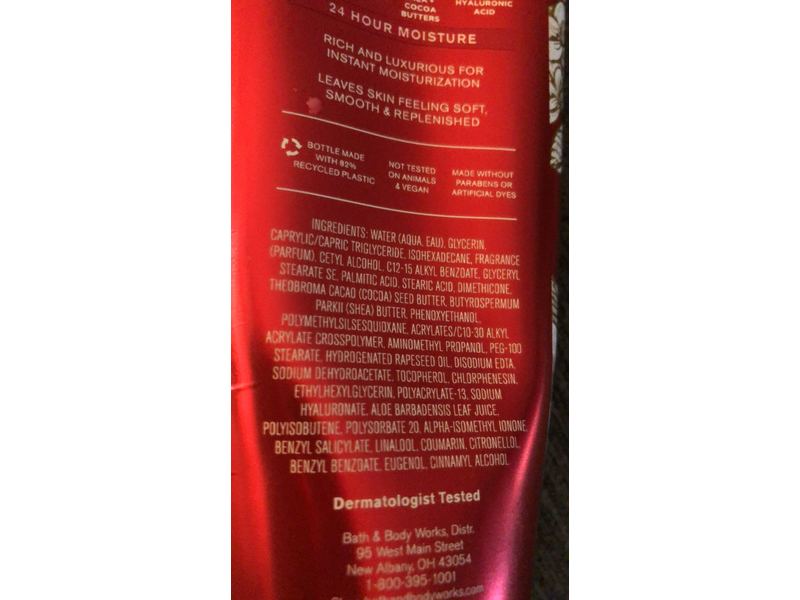 COCOA
BUTTERS
HYALURONIC
ACID
24 HOUR MOISTURE
RICH AND LUXURIOUS FOR
INSTANT MOISTURIZATION
LEAVES SKIN FEELING SOFT,
SMOOTH & REPLENISHED
BOTTLE MADE
WITH 82%
RECYCLED PLASTIC
NOT TESTED
ON ANIMALS
& VEGAN
MADE WITHOUT
PARABENS OR
ARTIFICIAL DYES
INGREDIENTS: WATER (AQUA, EAU), GLYCERIN,
CAPRYLIC/CAPRIC TRIGLYCERIDE, ISOHEXADECANE, FRAGRANCE
(PARFUM), CETYL ALCOHOL, C12-15 ALKYL BENZOATE, GLYCERYL
STEARATE SE, PALMITIC ACID, STEARIC ACID, DIMETHICONE,
THEOBROMA CACAO (COCOA) SEED BUTTER, BUTYROSPERMUM
PARKII (SHEA) BUTTER, PHENOXYETHANOL,
POLYMETHYLSILSESQUIOXANE, ACRYLATES/C10-30 ALKYL
ACRYLATE CROSSPOLYMER, AMINOMETHYL PROPANOL, PEG-100
STEARATE, HYDROGENATED RAPESEED OIL, DISODIUM EDTA,
SODIUM DEHYDROACETATE, TOCOPHEROL, CHLORPHENESIN,
ETHYLHEXYLGLYCERIN, POLYACRYLATE-13, SODIUM
HYALURONATE, ALOE BARBADENSIS LEAF JUICE,
POLYISOBUTENE, POLYSORBATE 20, ALPHA-ISOMETHYL IONONE,
BENZYL SALICYLATE, LINALOOL, COUMARIN, CITRONELLOL,
BENZYL BENZOATE, EUGENOL, CINNAMYL ALCOHOL
Dermatologist Tested
Bath & Body Works, Distr.
95 West Main Street
New Albany, OH 43054
1-800-395-1001